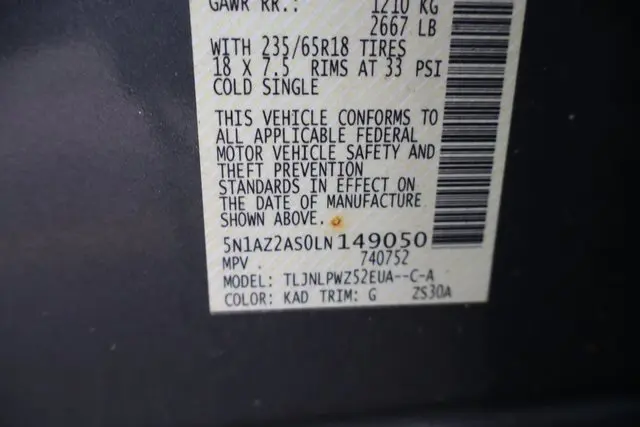 GAWR RR.: 1210 KG
2667 LB
WITH 235/65R18 TIRES
18 X 7.5 RIMS AT 33 PSI
COLD SINGLE
THIS VEHICLE CONFORMS TO
ALL APPLICABLE FEDERAL
MOTOR VEHICLE SAFETY AND
THEFT PREVENTION
STANDARDS IN EFFECT ON
THE DATE OF MANUFACTURE
SHOWN ABOVE.
5N1AZ2AS0LN149050
MPV 740752
MODEL: TLJNLPWZ52EUA--C-A
COLOR: KAD TRIM: G ZS30A